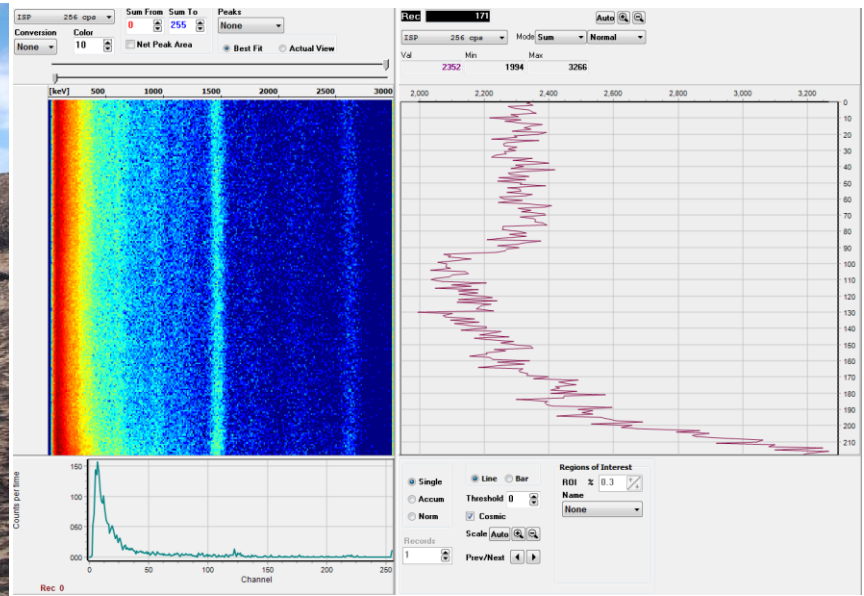 ISP 256 cps
Sum From Sum To
0 255
Peaks
None
Conversion Color
None 10
Net Peak Area
Best Fit Actual View
[keV] 500 1000 1500 2000 2500 3000
Counts per time
150
100
050
000
0 50 100 150 200 250
Channel
Rec 0
Rec 171 Auto
ISP 256 cps Mode Sum Normal
Val Min Max
2352 1994 3266
2,000 2,200 2,400 2,600 2,800 3,000 3,200
0
10
20
30
40
50
60
70
80
90
100
110
120
130
140
150
160
170
180
190
200
210
Single
Accum
Norm
Records
1
Line Bar
Threshold 0
Cosmic
Scale Auto
Prev/Next
Regions of Interest
ROI % 0.3
Name
None